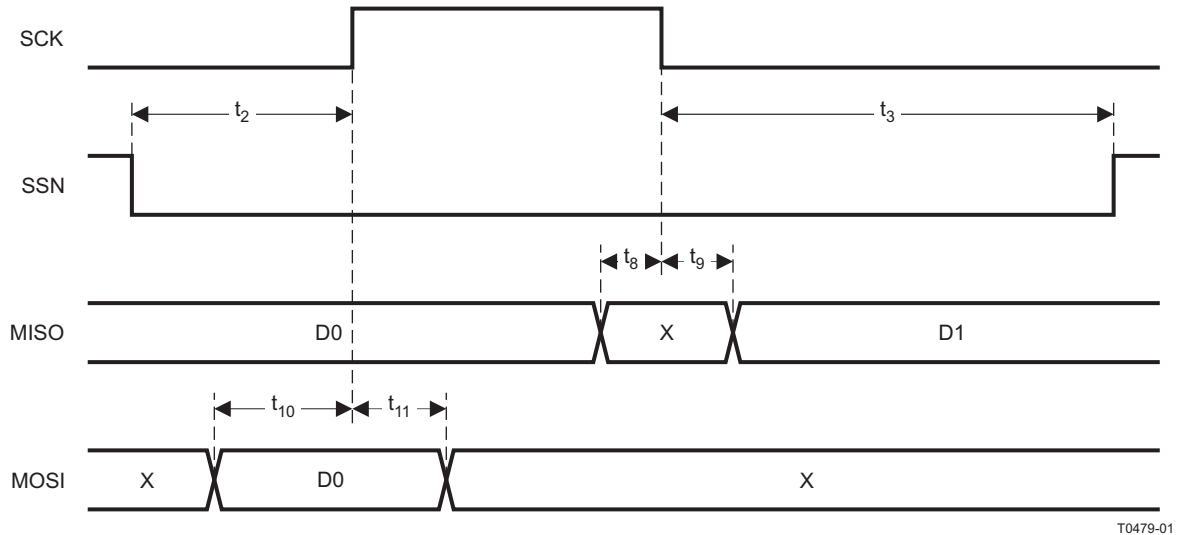 SCK
t2
t3
SSN
t8
t9
MISO
D0
X
D1
t10
t11
MOSI
X
D0
X
T0479-01